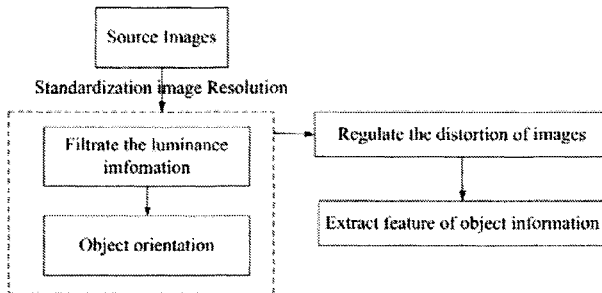 Source Images
Standardization image Resolution
Filtrate the luminance
imfomation
Object orientation
Regulate the distortion of images
Extract feature of object information